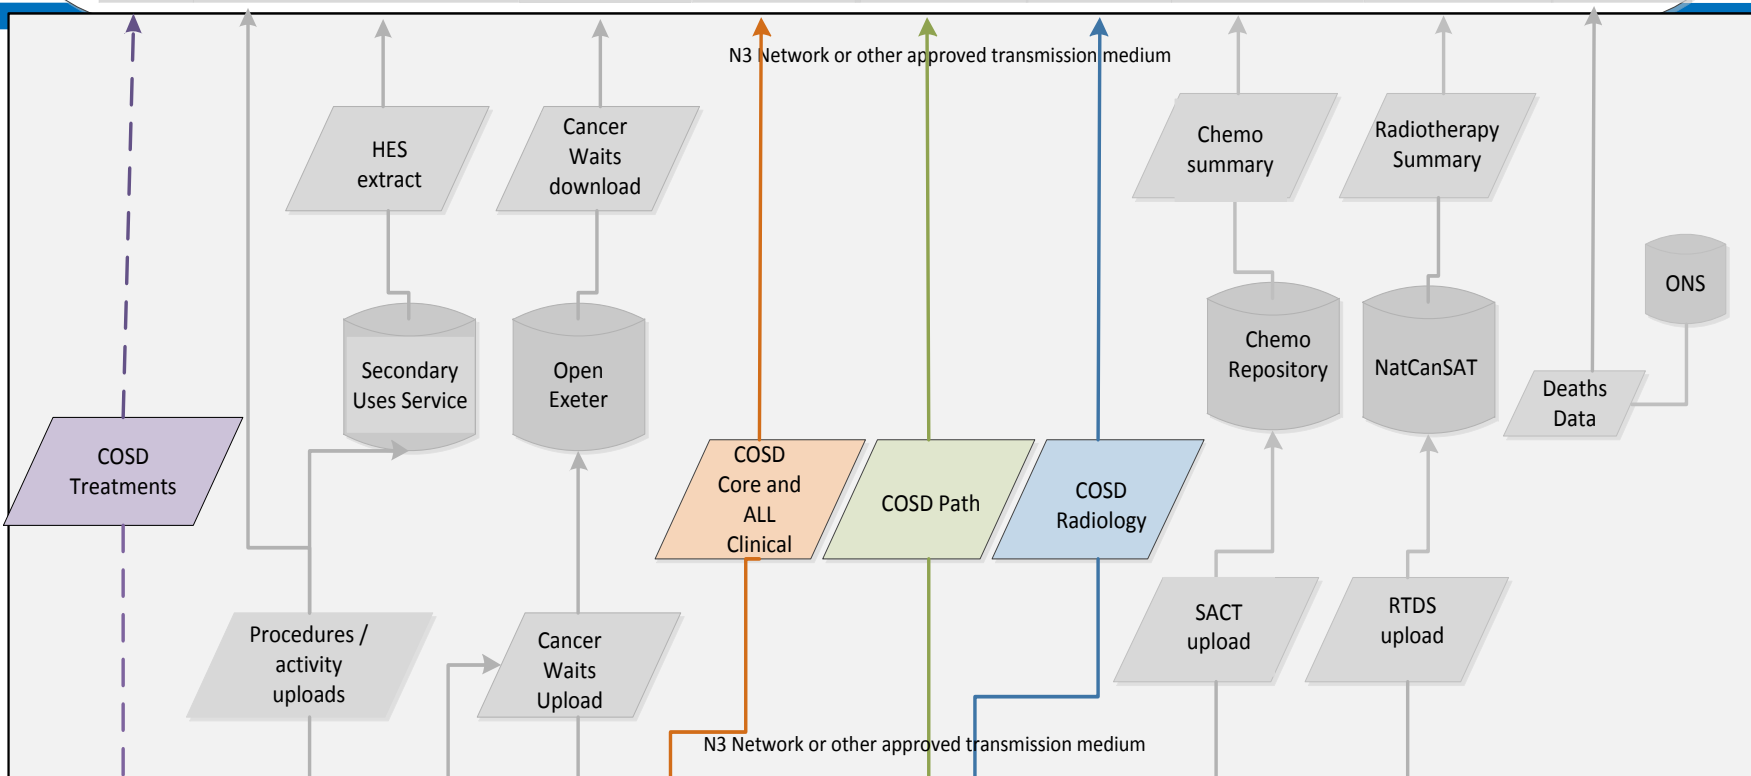 N3 Network or other approved transmission medium
HES
extract
Cancer
Waits
download
Chemo
summary
Radiotherapy
Summary
ONS
Secondary
Uses Service
Open
Exeter
Chemo
Repository
NatCanSAT
Deaths
Data
COSD
Treatments
COSD
Core and
ALL
Clinical
COSD Path
COSD
Radiology
Procedures /
activity
uploads
Cancer
Waits
Upload
SACT
upload
RTDS
upload
N3 Network or other approved transmission medium